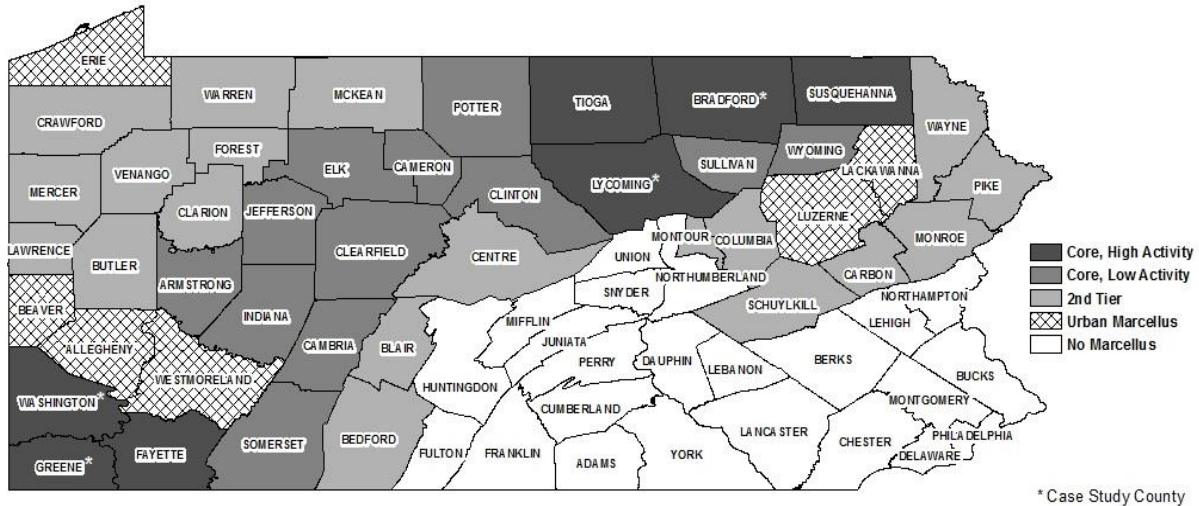 ERIE
WARREN
MCKEAN
POTTER
TIOGA
BRADFORD *
SUSQUEHANNA
CRAWFORD
WAYNE
FOREST
ELK
CAMERON
SULLIVAN
WYOMING
LACKAWANNA
VENANGO
MERCER
CLARION
JEFFERSON
CLINTON
LYCOMING *
PIKE
LUZERNE
LAWRENCE
BUTLER
CLEARFIELD
CENTRE
UNION
MONTOUR
COLUMBIA
MONROE
ARMSTRONG
NORTHUMBERLAND
CARBON
SNYDER
SCHUYLKILL
NORTHAMPTON
BEAVER
INDIANA
MIFFLIN
LEHIGH
ALLEGHENY
CAMBRIA
BLAIR
JUNIATA
PERRY
DAUPHIN
LEBANON
BERKS
BUCKS
WESTMORELAND
HUNTINGDON
WASHINGTON *
CUMBERLAND
MONTGOMERY
LANCASTER
PHILADELPHIA
CHESTER
DELAWARE
GREENE *
FAYETTE
SOMERSET
BEDFORD
FULTON
FRANKLIN
ADAMS
YORK
Core, High Activity
Core, Low Activity
2nd Tier
Urban Marcellus
No Marcellus
* Case Study County